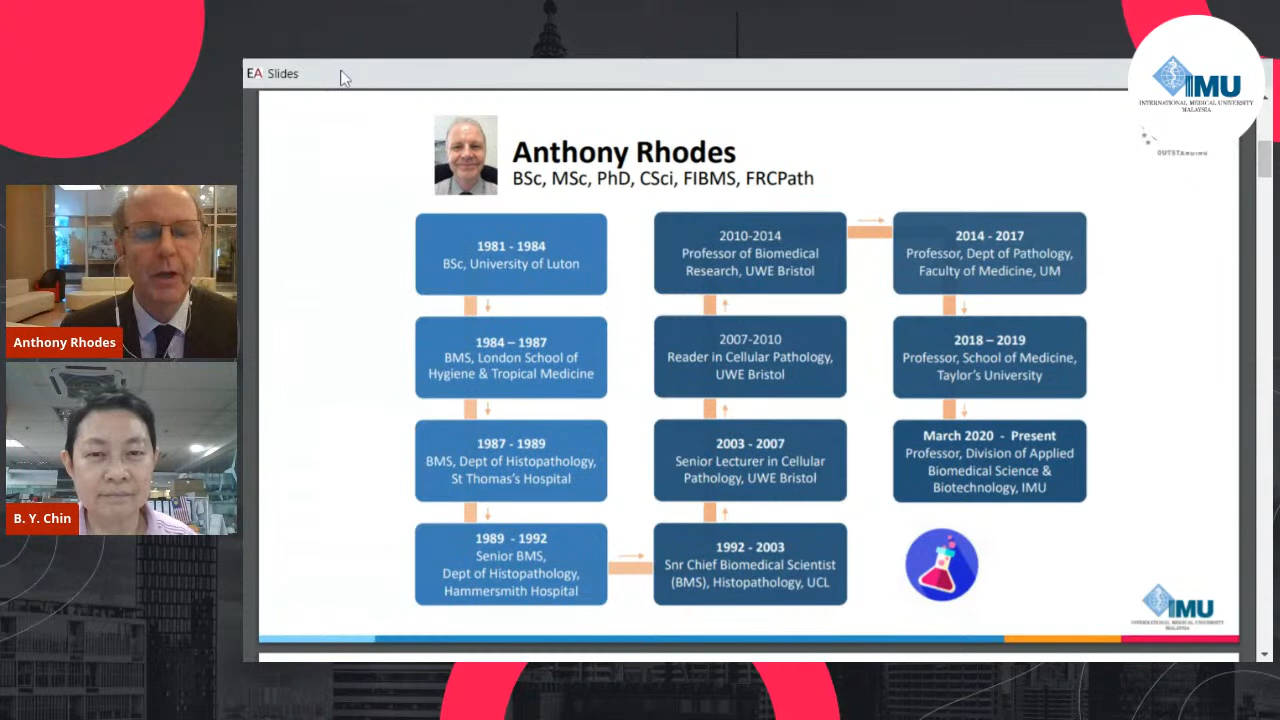 EA Slides
IMU
INTERNATIONAL MEDICAL UNIVERSITY
MALAYSIA
OUTSTANDING
Anthony Rhodes
BSc, MSc, PhD, CSci, FIBMS, FRCPath
1981 - 1984
BSc, University of Luton
1984 – 1987
BMS, London School of
Hygiene & Tropical Medicine
1987 - 1989
BMS, Dept of Histopathology,
St Thomas's Hospital
1989 - 1992
Senior BMS,
Dept of Histopathology,
Hammersmith Hospital
1992 - 2003
Snr Chief Biomedical Scientist
(BMS), Histopathology, UCL
2003 - 2007
Senior Lecturer in Cellular
Pathology, UWE Bristol
2007-2010
Reader in Cellular Pathology,
UWE Bristol
2010-2014
Professor of Biomedical
Research, UWE Bristol
2014 - 2017
Professor, Dept of Pathology,
Faculty of Medicine, UM
2018 – 2019
Professor, School of Medicine,
Taylor's University
March 2020 - Present
Professor, Division of Applied
Biomedical Science &
Biotechnology, IMU
IMU
INTERNATIONAL MEDICAL UNIVERSITY
MALAYSIA
Anthony Rhodes
B. Y. Chin